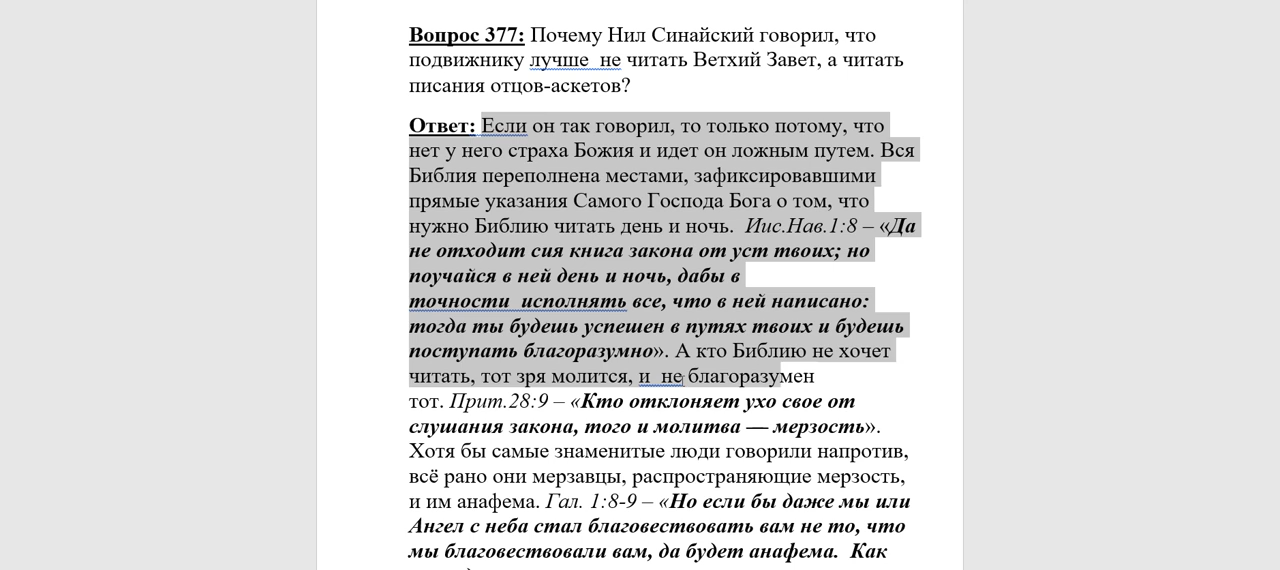 Вопрос 377: Почему Нил Синайский говорил, что
подвижнику лучше  не читать Ветхий Завет, а читать
писания отцов-аскетов?
Ответ: Если он так говорил, то только потому, что
нет у него страха Божия и идет он ложным путем. Вся
Библия переполнена местами, зафиксировавшими
прямые указания Самого Господа Бога о том, что
нужно Библию читать день и ночь.  Иис.Нав.1:8 – «Да
не отходит сия книга закона от уст твоих; но
поучайся в ней день и ночь, дабы в
точности  исполнять все, что в ней написано:
тогда ты будешь успешен в путях твоих и будешь
поступать благоразумно». А кто Библию не хочет
читать, тот зря молится, и  не благоразумен
тот. Прит.28:9 – «Кто отклоняет ухо свое от
слушания закона, того и молитва — мерзость».
Хотя бы самые знаменитые люди говорили напротив,
всё рано они мерзавцы, распространяющие мерзость,
и им анафема. Гал. 1:8-9 – «Но если бы даже мы или
Ангел с неба стал благовествовать вам не то, что
мы благовествовали вам, да будет анафема.  Как